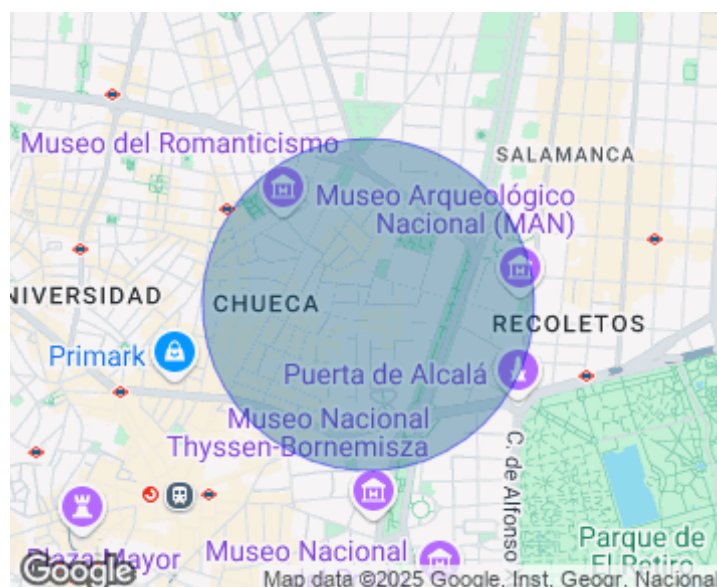 Museo del Romanticismo
SALAMANCA
Museo Arqueológico
Nacional (MAN)
NIVERSIDAD
CHUECA
RECOLETOS
Primark
Puerta de Alcalá
Museo Nacional
Thyssen-Bornemisza
C. de Alfonso
Plaza Mayor
Museo Nacional
Parque de
El Retiro
Google
Map data ©2025 Google, Inst. Geogr. Nacional